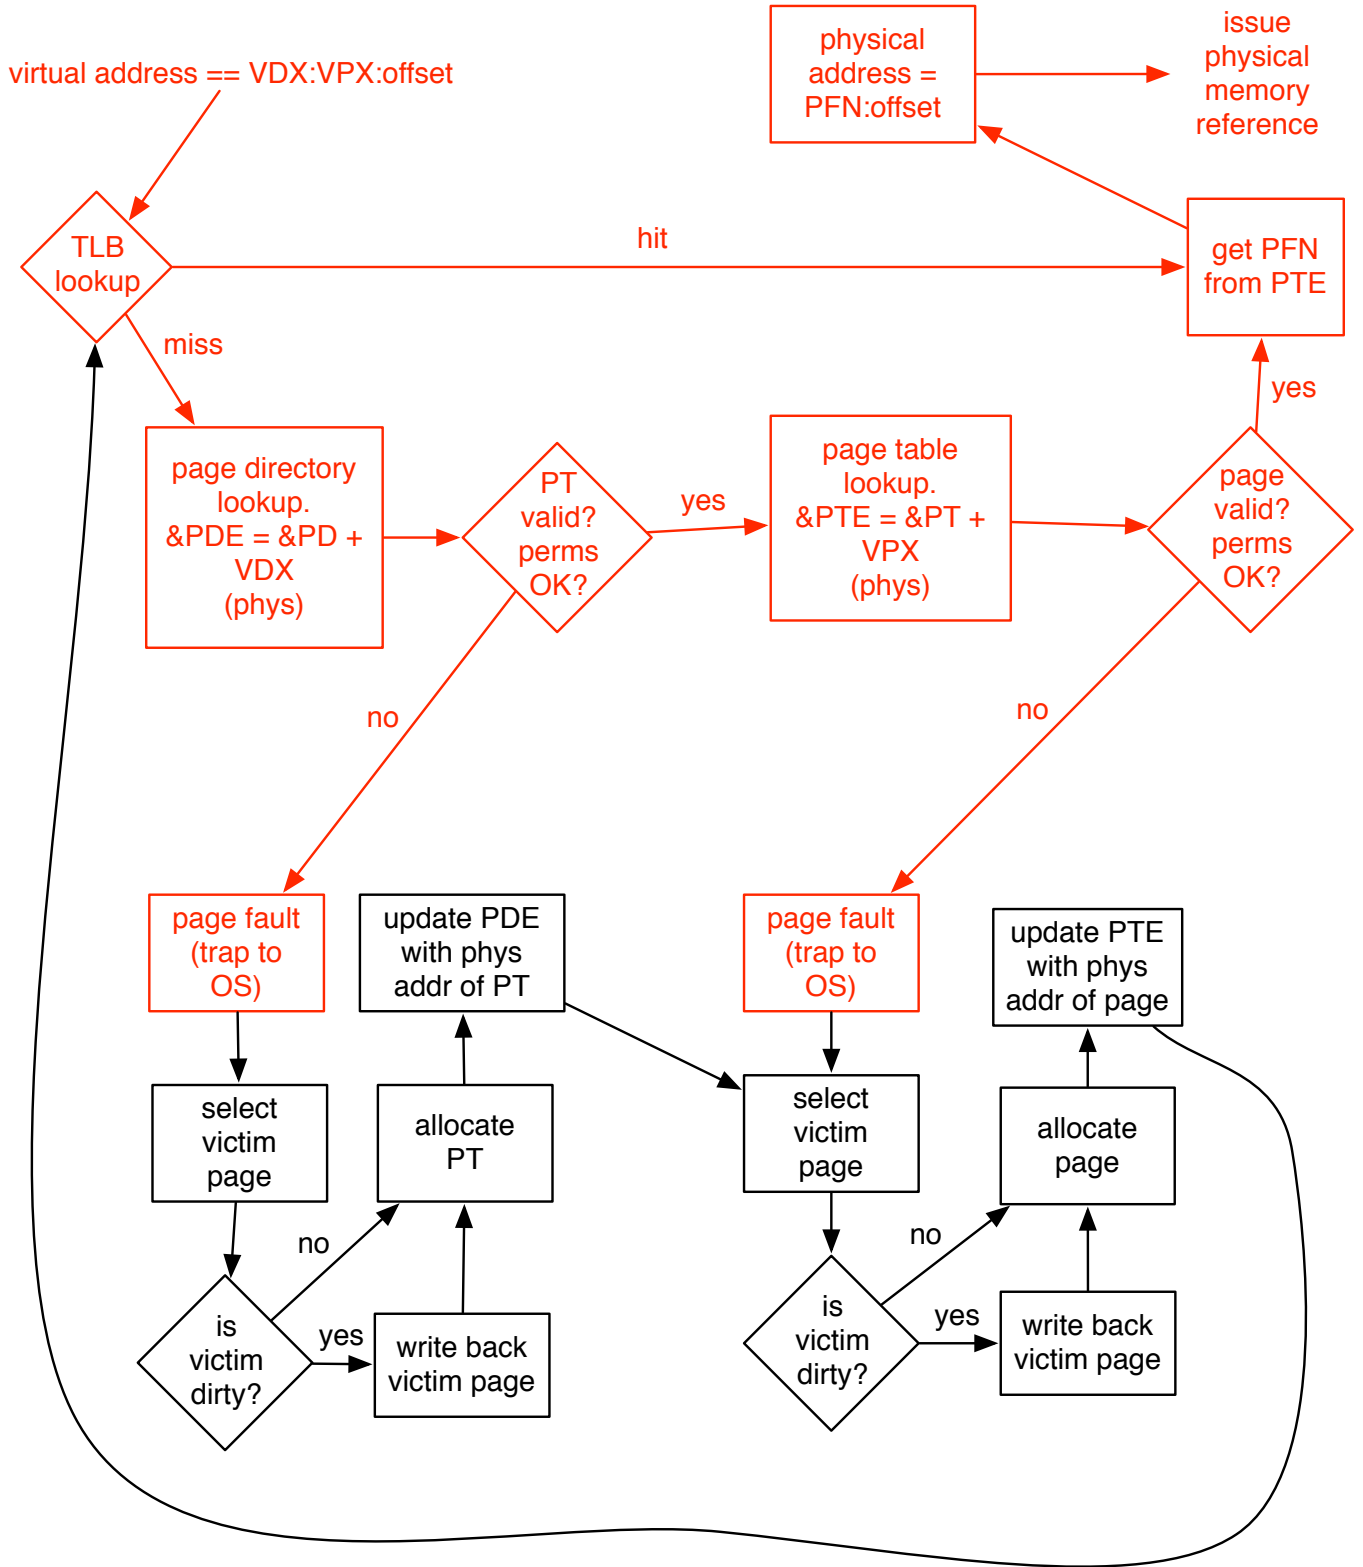 virtual address == VDX:VPX:offset
physical
address =
PFN:offset
issue
physical
memory
reference
TLB
lookup
hit
get PFN
from PTE
miss
yes
page directory
lookup.
&PDE = &PD +
VDX
(phys)
PT
valid?
perms
OK?
yes
page table
lookup.
&PTE = &PT +
VPX
(phys)
page
valid?
perms
OK?
no
no
page fault
(trap to
OS)
update PDE
with phys
addr of PT
page fault
(trap to
OS)
update PTE
with phys
addr of page
select
victim
page
allocate
PT
select
victim
page
allocate
page
no
no
is
victim
dirty?
yes
write back
victim page
is
victim
dirty?
yes
write back
victim page